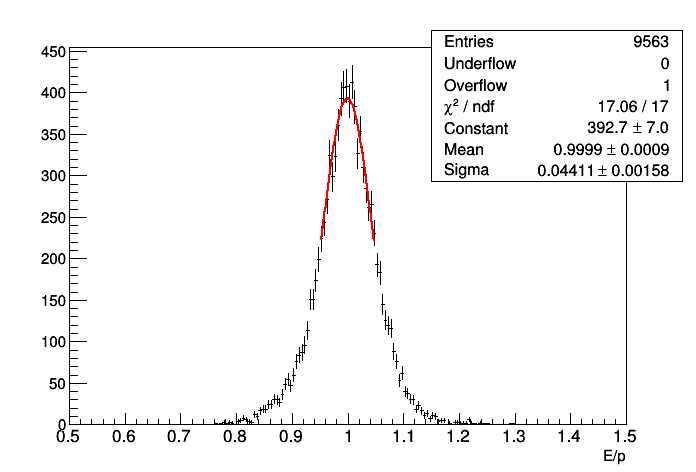 Entries 9563
Underflow 0
Overflow 1
χ² / ndf 17.06 / 17
Constant 392.7 ± 7.0
Mean 0.9999 ± 0.0009
Sigma 0.04411 ± 0.00158
450
400
350
300
250
200
150
100
50
0
0.5 0.6 0.7 0.8 0.9 1 1.1 1.2 1.3 1.4 1.5
E/p